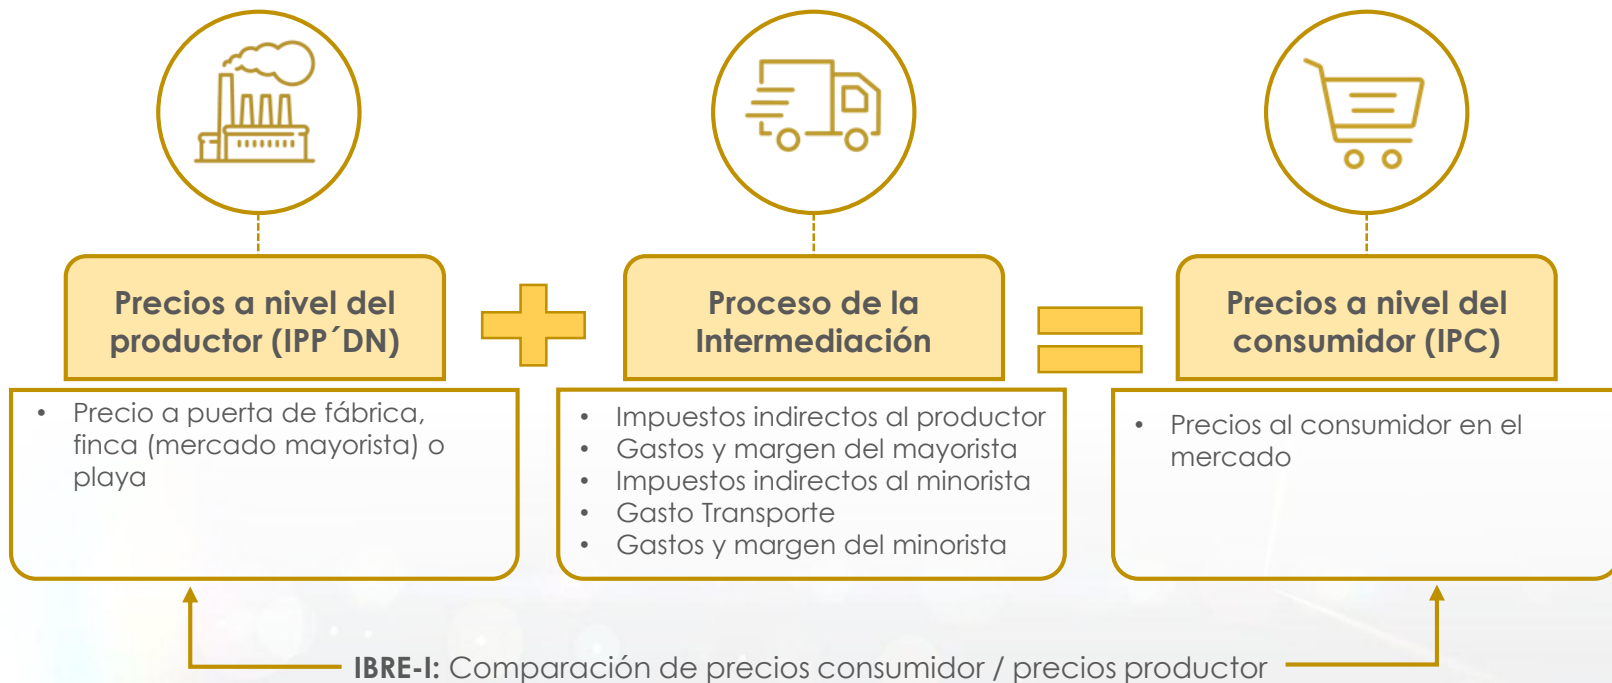 Precios a nivel del
productor (IPP´DN)
• Precio a puerta de fábrica,
finca (mercado mayorista) o
playa
Proceso de la
Intermediación
• Impuestos indirectos al productor
• Gastos y margen del mayorista
• Impuestos indirectos al minorista
• Gasto Transporte
• Gastos y margen del minorista
Precios a nivel del
consumidor (IPC)
• Precios al consumidor en el
mercado
IBRE-I: Comparación de precios consumidor / precios productor